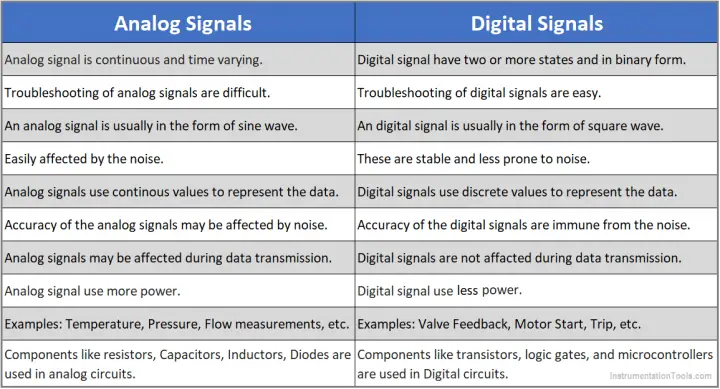 Analog Signals
Digital Signals
Analog signal is continuous and time varying.
Digital signal have two or more states and in binary form.
Troubleshooting of analog signals are difficult.
Troubleshooting of digital signals are easy.
An analog signal is usually in the form of sine wave.
An digital signal is usually in the form of square wave.
Easily affected by the noise.
These are stable and less prone to noise.
Analog signals use continous values to represent the data.
Digital signals use discrete values to represent the data.
Accuracy of the analog signals may be affected by noise.
Accuracy of the digital signals are immune from the noise.
Analog signals may be affected during data transmission.
Digital signals are not affacted during data transmission.
Analog signal use more power.
Digital signal use less power.
Examples: Temperature, Pressure, Flow measurements, etc.
Examples: Valve Feedback, Motor Start, Trip, etc.
Components like resistors, Capacitors, Inductors, Diodes are
used in analog circuits.
Components like transistors, logic gates, and microcontrollers
are used in Digital circuits.
InstrumentationTools.com